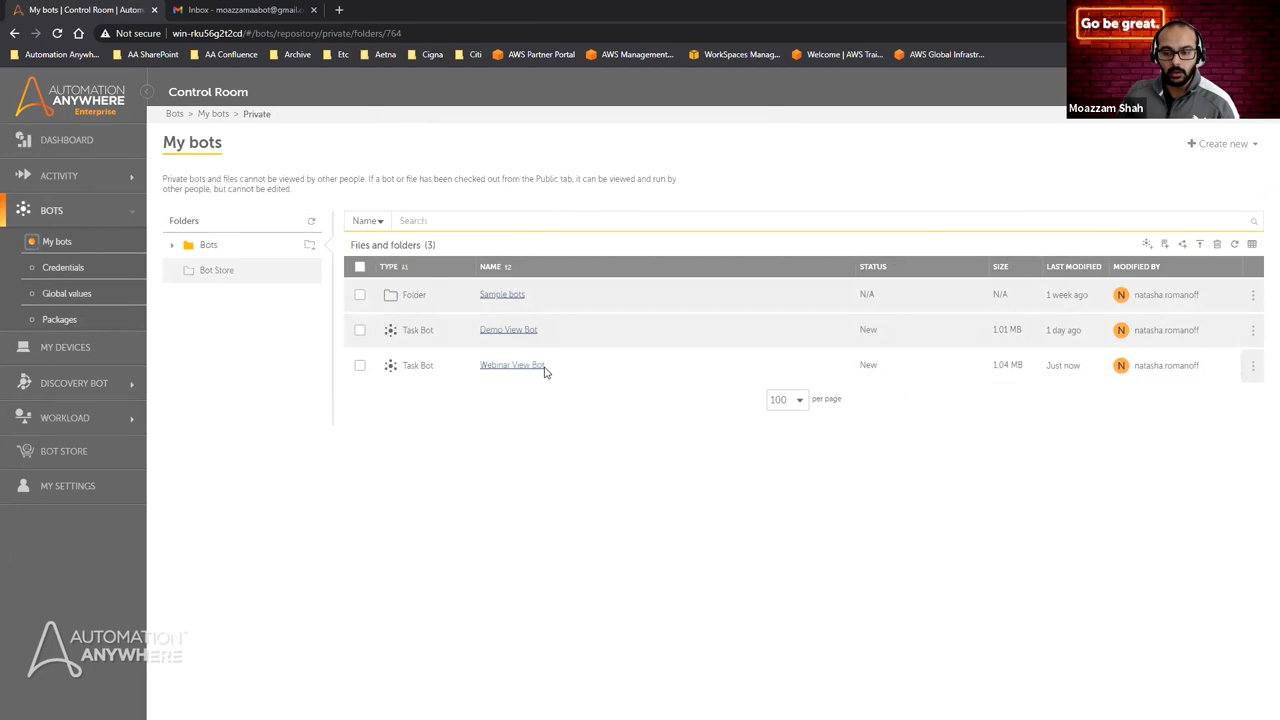 My bots | Control Room | Autom
Inbox - moazzamaabot@gmail.c
Not secure
win-rku56g2t2cd/#/bots/repository/private/folders/764
Automation Anywh...
AA SharePoint
AA Confluence
Archive
Etc
Aetna
Cigna
Citi
AWS Partner Portal
AWS Management...
WorkSpaces Manag...
Welcome | AWS Trai...
AWS Global Infrastr...
Go be great.
Moazzam Shah
AUTOMATION
ANYWHERE
Enterprise
Control Room
Bots > My bots > Private
My bots
Create new
Private bots and files cannot be viewed by other people. If a bot or file has been checked out from the Public tab, it can be viewed and run by
other people, but cannot be edited.
DASHBOARD
ACTIVITY
BOTS
My bots
Credentials
Global values
Packages
MY DEVICES
DISCOVERY BOT
WORKLOAD
BOT STORE
MY SETTINGS
Folders
Bots
Bot Store
Name
Search
Files and folders (3)
TYPE NAME STATUS SIZE LAST MODIFIED MODIFIED BY
Folder Sample bots N/A N/A 1 week ago N natasha.romanoff
Task Bot Demo View Bot New 1.01 MB 1 day ago N natasha.romanoff
Task Bot Webinar View Bot New 1.04 MB Just now N natasha.romanoff
100 per page
AUTOMATION
ANYWHERE